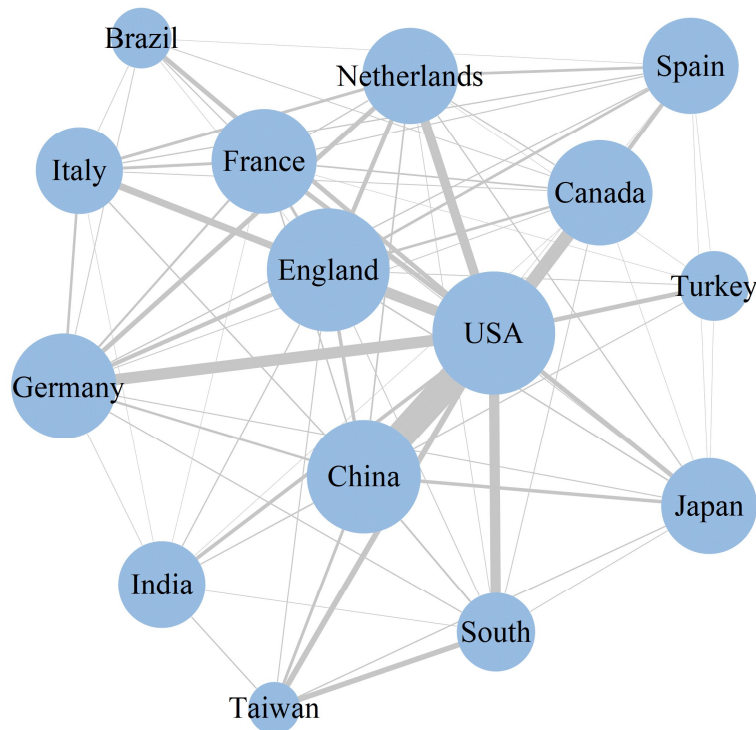 Brazil
Netherlands
Spain
Italy
France
Canada
England
Turkey
USA
Germany
China
Japan
India
South
Taiwan